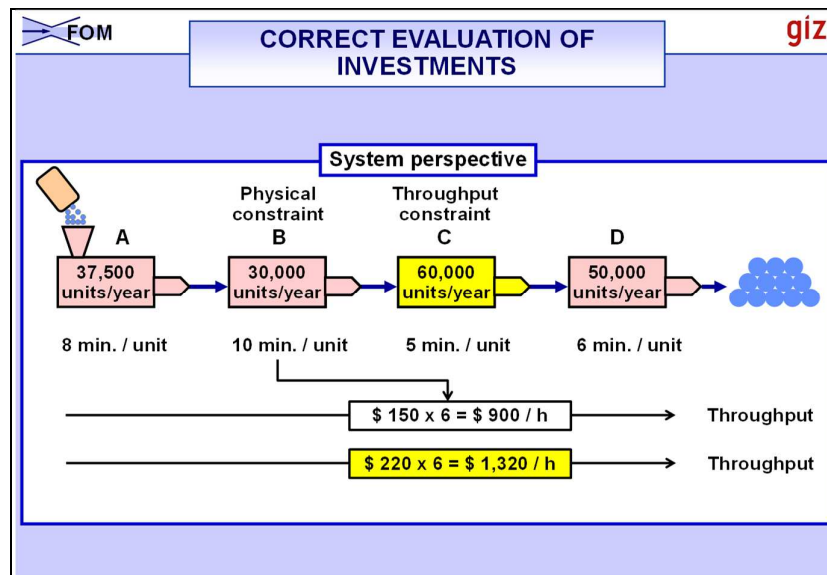 FOM
CORRECT EVALUATION OF
INVESTMENTS
giz
System perspective
Physical
constraint
Throughput
constraint
A
B
C
D
37,500
units/year
30,000
units/year
60,000
units/year
50,000
units/year
8 min. / unit
10 min. / unit
5 min. / unit
6 min. / unit
$ 150 x 6 = $ 900 / h
Throughput
$ 220 x 6 = $ 1,320 / h
Throughput